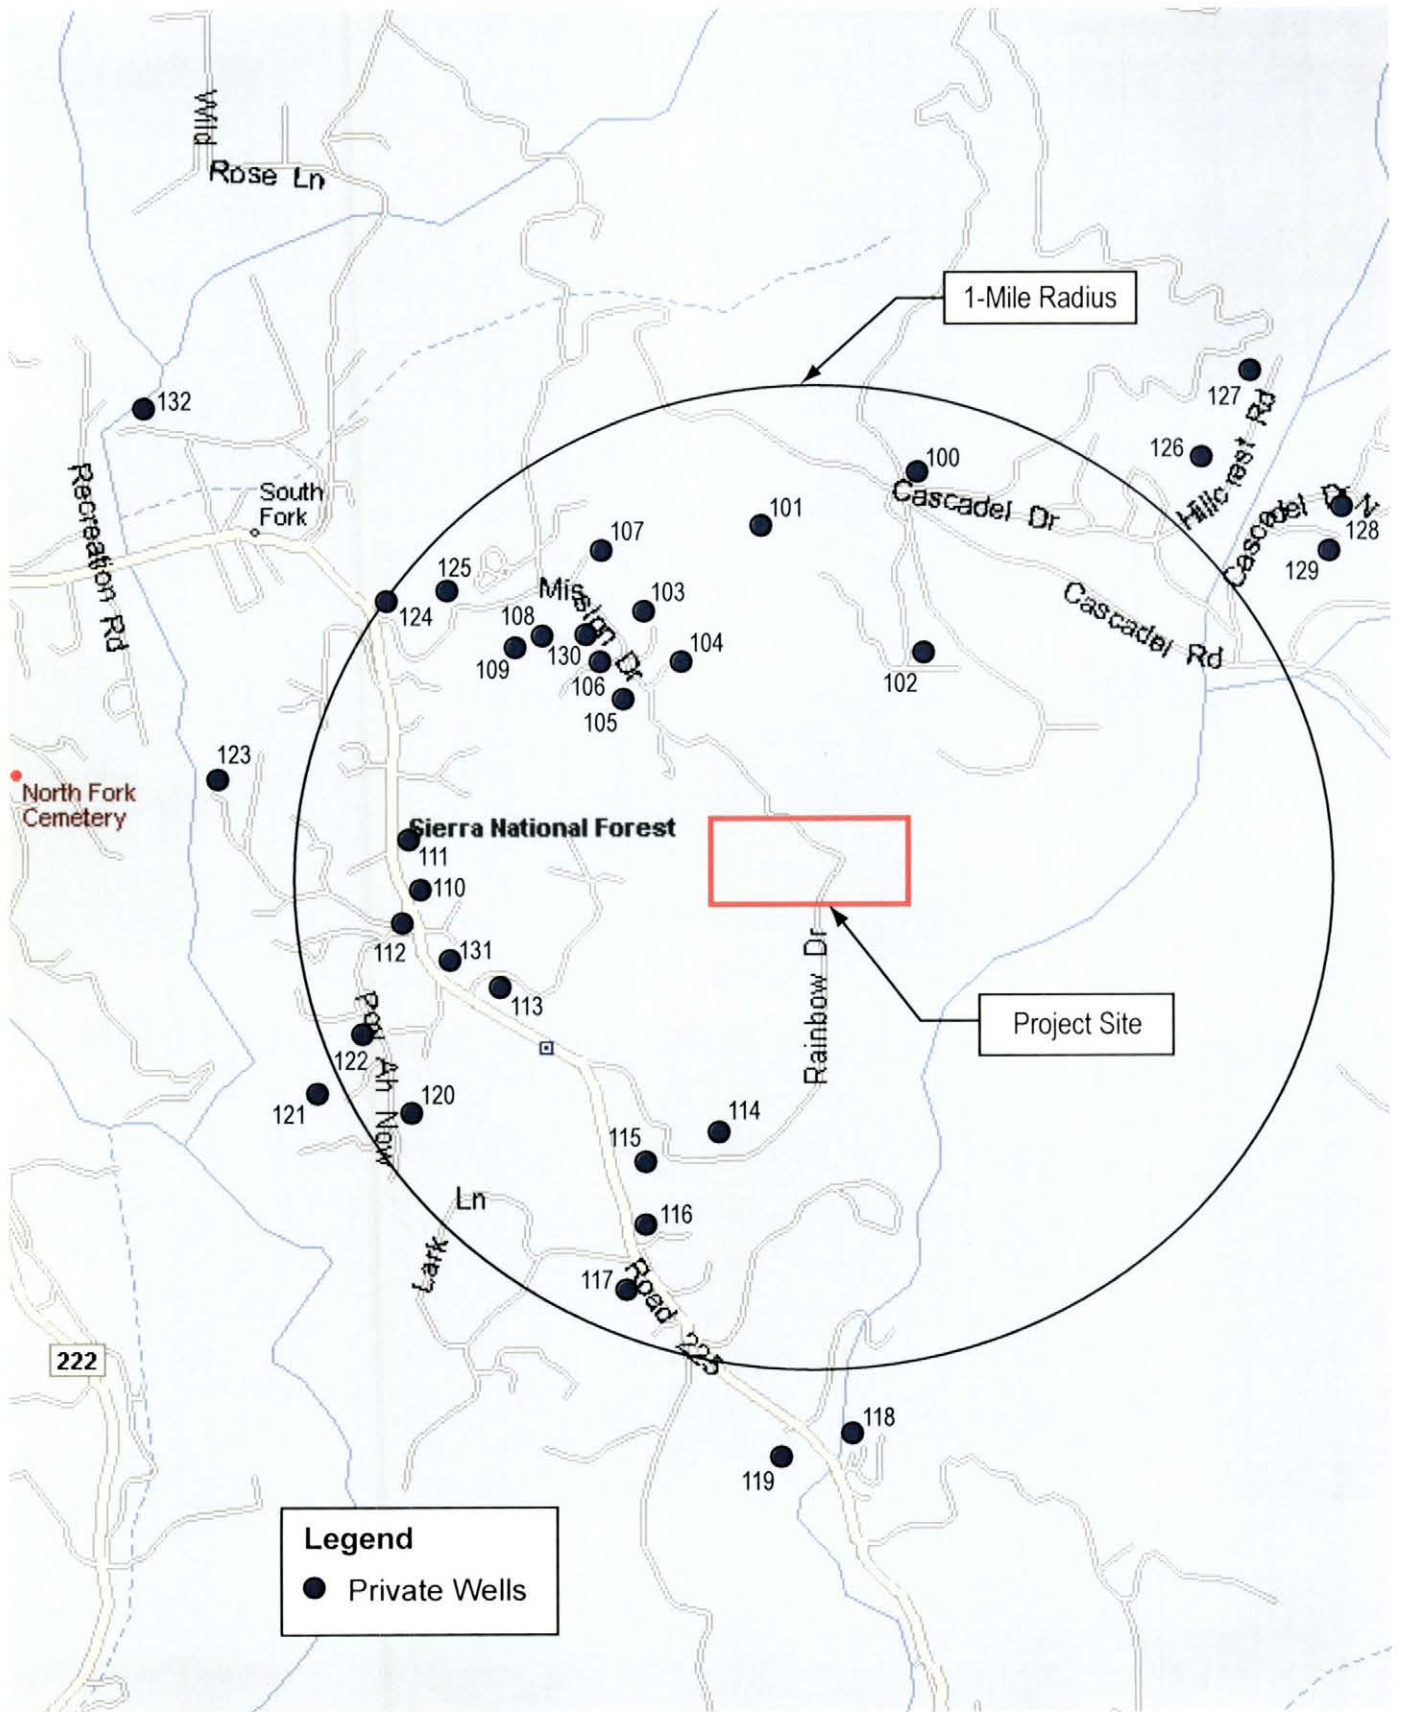 Wild
Rose Ln
1-Mile Radius
127
132
Hillcrest Rd
126
100
Recreation Rd
South
Fork
Cascadel Dr
Cascadel Dr N
101
128
107
129
125
Mission Dr
103
124
108
Cascadel Rd
130
104
109
106
102
105
123
North Fork
Cemetery
Sierra National Forest
111
110
112
131
Rainbow Dr
113
Poi Ah Now
Project Site
122
121
120
114
115
Ln
116
Lark
117
Road 225
222
118
119
Legend
Private Wells